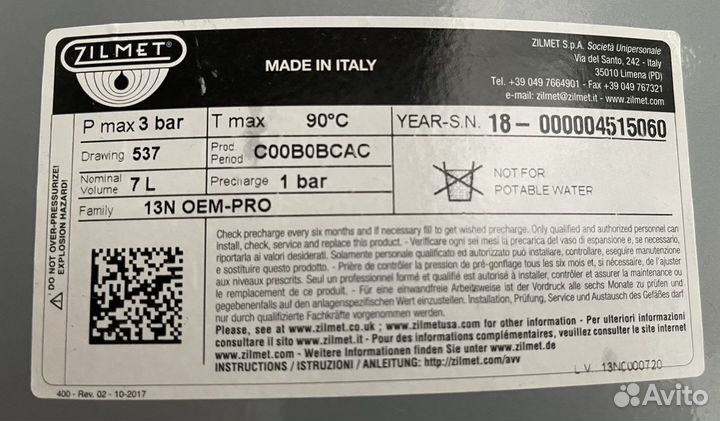 ZILMET®
MADE IN ITALY
ZILMET S.p.A. Società Unipersonale
Via del Santo, 242 - Italy
35010 Limena (PD)
Tel. +39 049 7664901 - Fax +39 049 767321
e-mail: zilmet@zilmet.it - www.zilmet.com
P max 3 bar
T max 90°C
YEAR-S.N. 18-000004515060
Drawing 537
Prod. Period C00B0BCAC
Nominal Volume 7 L
Precharge 1 bar
NOT FOR
POTABLE WATER
Family 13N OEM-PRO
DO NOT OVER-PRESSURIZE!
EXPLOSION HAZARD!
Check precharge every six months and if necessary fill to get wished precharge. Only qualified and authorized personnel can
install, check, service and replace this product. - Verificare ogni sei mesi la precarica del vaso di espansione e, se necessario,
riportarla ai valori desiderati. Solamente personale qualificato ed autorizzato può installare, controllare, eseguire manutenzione
e sostituire questo prodotto. - Prière de contrôler la pression de pré-gonflage tous les six mois et, si nécessaire, de l'ajuster
aux valeurs prescrits. Seul un professionnel formé et qualifié est autorisé à installer, contrôler et assurer la maintenance ou
le remplacement de ce produit. - Für eine einwandfreie Arbeitsweise ist der Vordruck alle sechs Monate zu prüfen und
gegebenenfalls auf den anlagenspezifischen Wert einzustellen. Installation, Prüfung, Service und Austausch des Gefäßes darf
nur durch qualifizierte Fachkräfte vorgenommen werden.
Please, see at www.zilmet.co.uk ; www.zilmetusa.com for other information - Per ulteriori informazioni
consultare il sito www.zilmet.it - Pour des informations complémentaires, veuillez consulter le site
www.zilmet.com - Weitere Informationen finden Sie unter www.zilmet.de
INSTRUCTIONS / ISTRUZIONI / ANLEITUNG: http://zilmet.com/avv
400 - Rev. 02 - 10-2017
L.V. 13NC000720
Avito